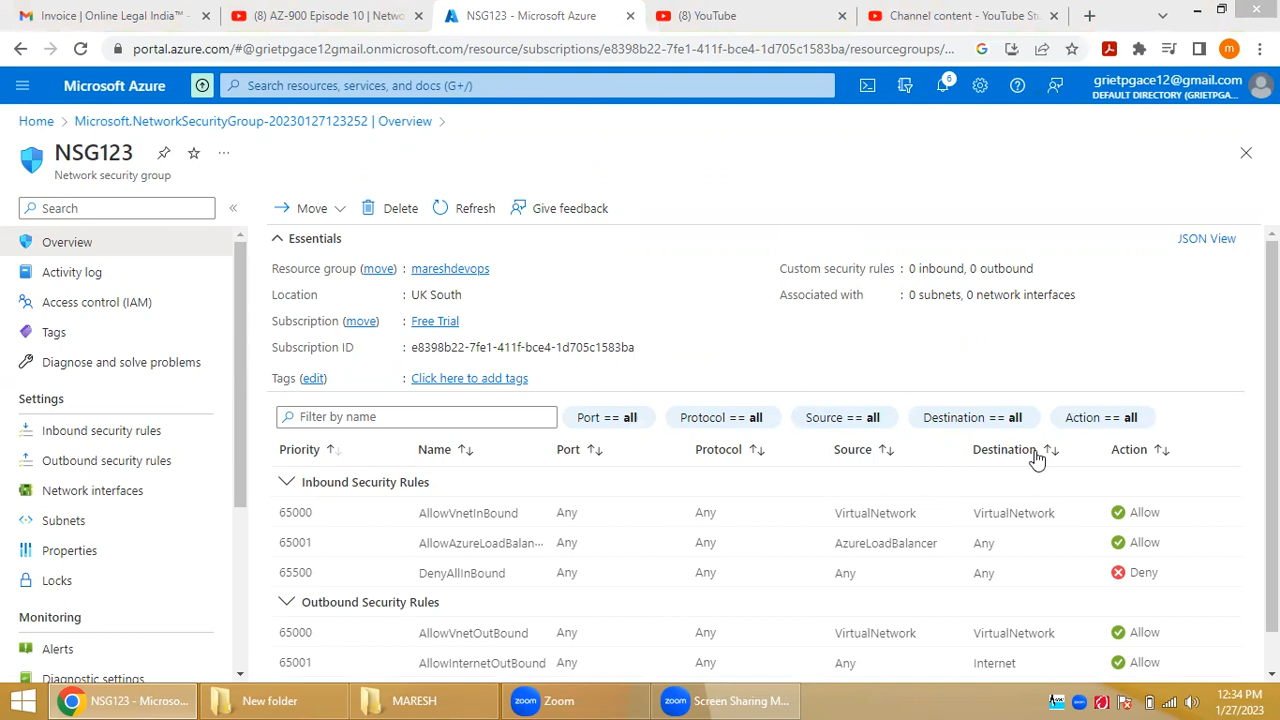 Invoice | Online Legal India™ -
(8) AZ-900 Episode 10 | Netwo
NSG123 - Microsoft Azure
(8) YouTube
Channel content - YouTube Stu
portal.azure.com/#@grietpgace12gmail.onmicrosoft.com/resource/subscriptions/e8398b22-7fe1-411f-bce4-1d705c1583ba/resourcegroups/...
m
Microsoft Azure
Search resources, services, and docs (G+/)
6
grietpgace12@gmail.com
DEFAULT DIRECTORY (GRIETPGA...
Home > Microsoft.NetworkSecurityGroup-20230127123252 | Overview >
NSG123
Network security group
Search
«
Move
Delete
Refresh
Give feedback
Overview
Activity log
Access control (IAM)
Tags
Diagnose and solve problems
Settings
Inbound security rules
Outbound security rules
Network interfaces
Subnets
Properties
Locks
Monitoring
Alerts
Diagnostic settings
Essentials
JSON View
Resource group (move) : mareshdevops
Location : UK South
Subscription (move) : Free Trial
Subscription ID : e8398b22-7fe1-411f-bce4-1d705c1583ba
Tags (edit) : Click here to add tags
Custom security rules : 0 inbound, 0 outbound
Associated with : 0 subnets, 0 network interfaces
Filter by name
Port == all
Protocol == all
Source == all
Destination == all
Action == all
Priority Name Port Protocol Source Destination Action
Inbound Security Rules
65000 AllowVnetInBound Any Any VirtualNetwork VirtualNetwork Allow
65001 AllowAzureLoadBalan... Any Any AzureLoadBalancer Any Allow
65500 DenyAllInBound Any Any Any Any Deny
Outbound Security Rules
65000 AllowVnetOutBound Any Any VirtualNetwork VirtualNetwork Allow
65001 AllowInternetOutBound Any Any Any Internet Allow
NSG123 - Microso...
New folder
MARESH
zoom Zoom
zoom Screen Sharing M...
12:34 PM
1/27/2023